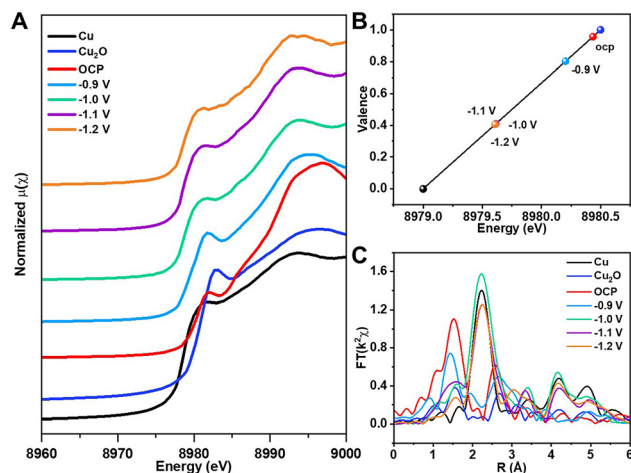 A
Cu
Cu₂O
OCP
-0.9 V
-1.0 V
-1.1 V
-1.2 V
Normalized μ(χ)
8960 8970 8980 8990 9000
Energy (eV)
B
Valence
1.0
0.8
0.6
0.4
0.2
0.0
ocp
-0.9 V
-1.1 V
-1.0 V
-1.2 V
8979.0 8979.5 8980.0 8980.5
Energy (eV)
C
FT(k²χ)
1.6
1.2
0.8
0.4
0.0
Cu
Cu₂O
OCP
-0.9 V
-1.0 V
-1.1 V
-1.2 V
0 1 2 3 4 5 6
R (Å)